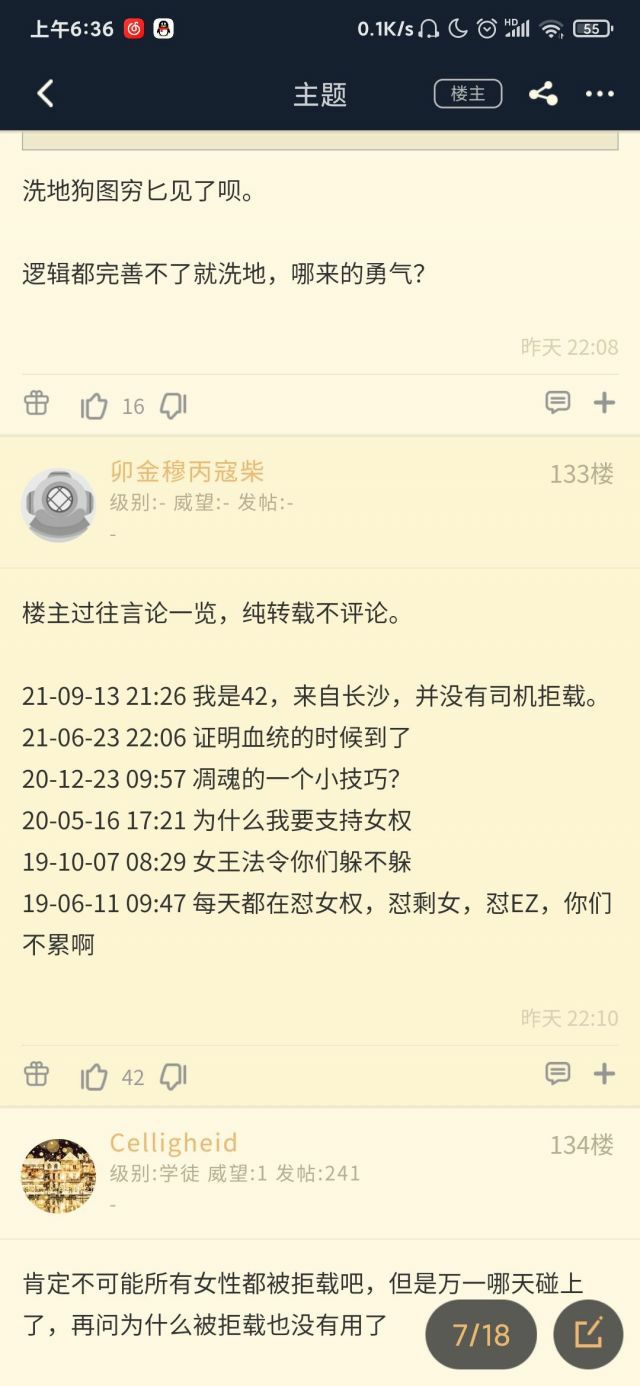 上午6:36
0.1K/s
HD
55
主题
楼主
洗地狗图穷匕见了呗。
逻辑都完善不了就洗地，哪来的勇气？
昨天 22:08
16
卯金穆丙寇柴
133楼
级别:- 威望:- 发帖:-
-
楼主过往言论一览，纯转载不评论。
21-09-13 21:26 我是42，来自长沙，并没有司机拒载。
21-06-23 22:06 证明血统的时候到了
20-12-23 09:57 凋魂的一个小技巧？
20-05-16 17:21 为什么我要支持女权
19-10-07 08:29 女王法令你们躲不躲
19-06-11 09:47 每天都在怼女权，怼剩女，怼EZ，你们
不累啊
昨天 22:10
42
Celligheid
134楼
级别:学徒 威望:1 发帖:241
-
肯定不可能所有女性都被拒载吧，但是万一哪天碰上
了，再问为什么被拒载也没有用了
7/18